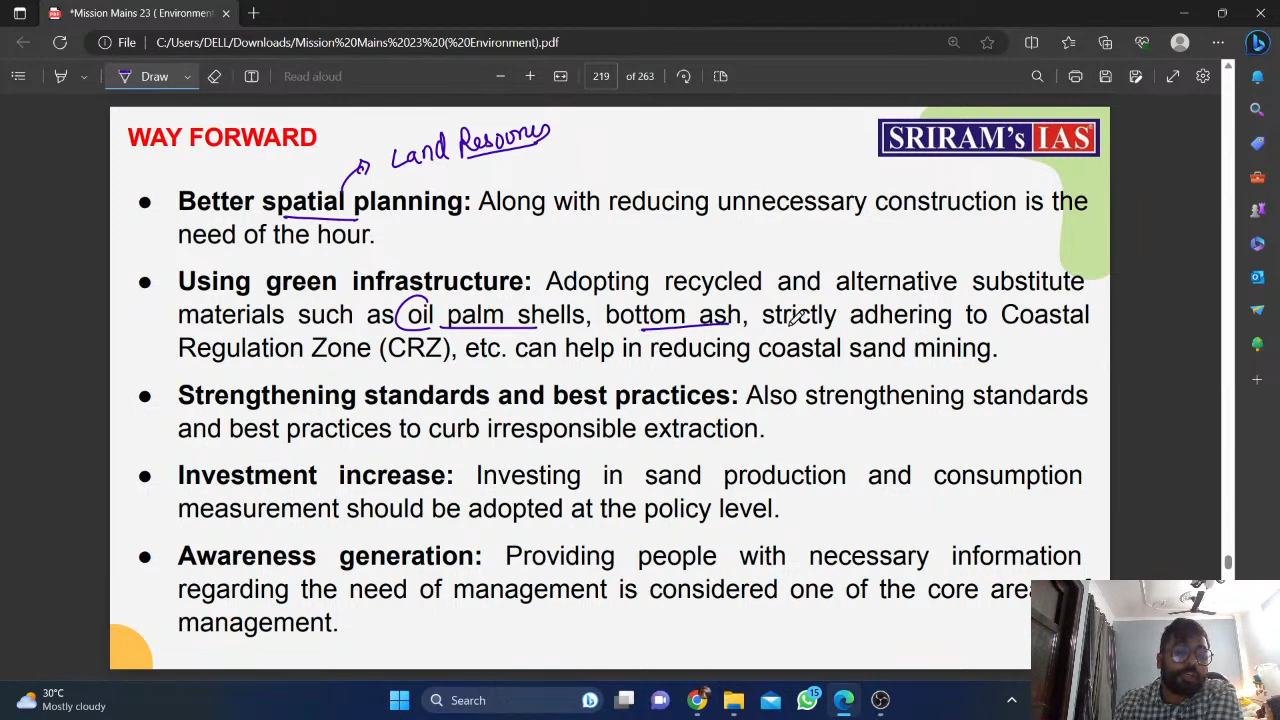 *Mission Mains 23 ( Environment
File
C:/Users/DELL/Downloads/Mission%20Mains%2023%20(%20Environment).pdf
Draw
Read aloud
219 of 263
WAY FORWARD
Land
SRIRAM's IAS
Better spatial planning: Along with reducing unnecessary construction is the
need of the hour.
Using green infrastructure: Adopting recycled and alternative substitute
materials such as oil palm shells, bottom ash, strictly adhering to Coastal
Regulation Zone (CRZ), etc. can help in reducing coastal sand mining.
Strengthening standards and best practices: Also strengthening standards
and best practices to curb irresponsible extraction.
Investment increase: Investing in sand production and consumption
measurement should be adopted at the policy level.
Awareness generation: Providing people with necessary information
regarding the need of management is considered one of the core
management.
30°C
Mostly cloudy
Search
15